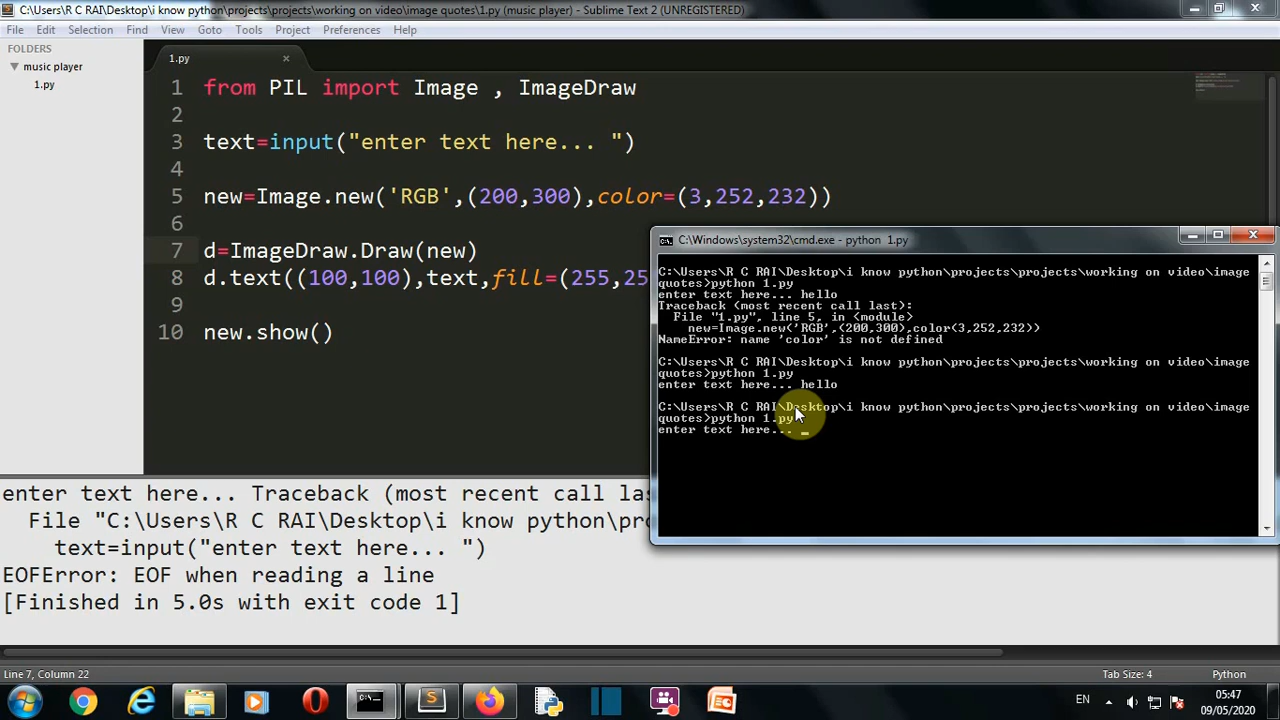 C:\Users\R C RAI\Desktop\i know python\projects\projects\working on video\image quotes\1.py (music player) - Sublime Text 2 (UNREGISTERED)
File Edit Selection Find View Goto Tools Project Preferences Help
FOLDERS
music player
1.py
1.py
1 from PIL import Image , ImageDraw
2
3 text=input("enter text here... ")
4
5 new=Image.new('RGB',(200,300),color=(3,252,232))
6
7 d=ImageDraw.Draw(new)
8 d.text((100,100),text,fill=(255,25
9
10 new.show()
C:\Windows\system32\cmd.exe - python 1.py
C:\Users\R C RAI\Desktop\i know python\projects\projects\working on video\image
quotes>python 1.py
enter text here... hello
Traceback (most recent call last):
File "1.py", line 5, in <module>
new=Image.new('RGB',(200,300),color(3,252,232))
NameError: name 'color' is not defined
C:\Users\R C RAI\Desktop\i know python\projects\projects\working on video\image
quotes>python 1.py
enter text here... hello
C:\Users\R C RAI\Desktop\i know python\projects\projects\working on video\image
quotes>python 1.py
enter text here... _
enter text here... Traceback (most recent call las
File "C:\Users\R C RAI\Desktop\i know python\pro
text=input("enter text here... ")
EOFError: EOF when reading a line
[Finished in 5.0s with exit code 1]
Line 7, Column 22
Tab Size: 4 Python
EN
05:47
09/05/2020